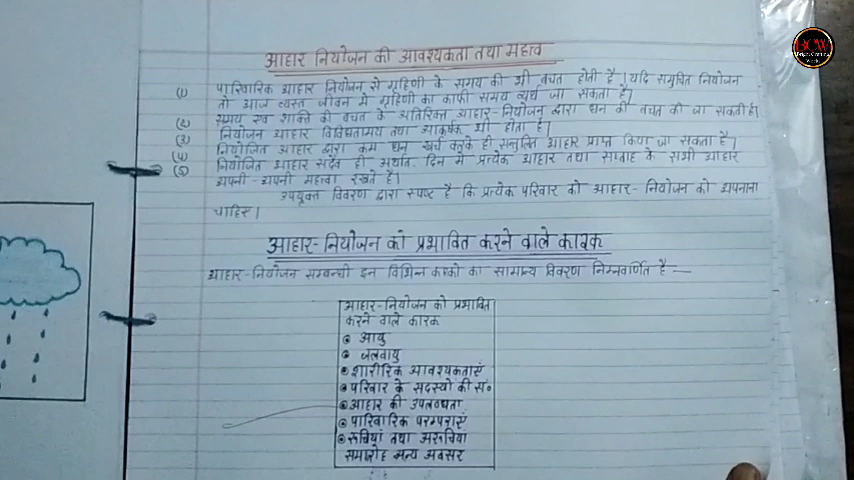 BCW
Bright Creating Work
आहार नियोजन की आवश्यकता तथा महत्व
(1) पारिवारिक आहार नियोजन से गृहिणी के समय की भी बचत होती है। यदि समुचित नियोजन
तो आज व्यस्त जीवन मे गृहिणी का काफी समय व्यर्थ जा सकता है।
(2) समय एवं शक्ति की बचत के अतिरिक्त आहार-नियोजन द्वारा धन की बचत की जा सकती है।
(3) नियोजन आहार विविधतामय तथा आकर्षक भी होता है।
(4) नियोजित आहार द्वारा कम धन खर्च करके ही सन्तुलित आहार प्राप्त किया जा सकता है।
(5) नियोजित आहार सदैव ही अर्थात् दिन मे प्रत्येक आहार तथा सप्ताह के सभी आहार
अपनी-अपनी महत्वा रखते है।
उपर्युक्त विवरण द्वारा स्पष्ट है कि प्रत्येक परिवार को आहार-नियोजन को अपनाना
चाहिए।
आहार-नियोजन को प्रभावित करने वाले कारक
आहार-नियोजन सम्बन्धी इन विभिन्न काको का सामान्य विवरण निम्नवर्णित है —
आहार-नियोजन को प्रभावित
करने वाले कारक
आयु
जलवायु
शारीरिक आवश्यकताएं
परिवार के सदस्यो की सं०
आहार की उपलब्धता
पारिवारिक परम्पराएं
रूचियां तथा अरूचिया
समारोह अन्य अवसर